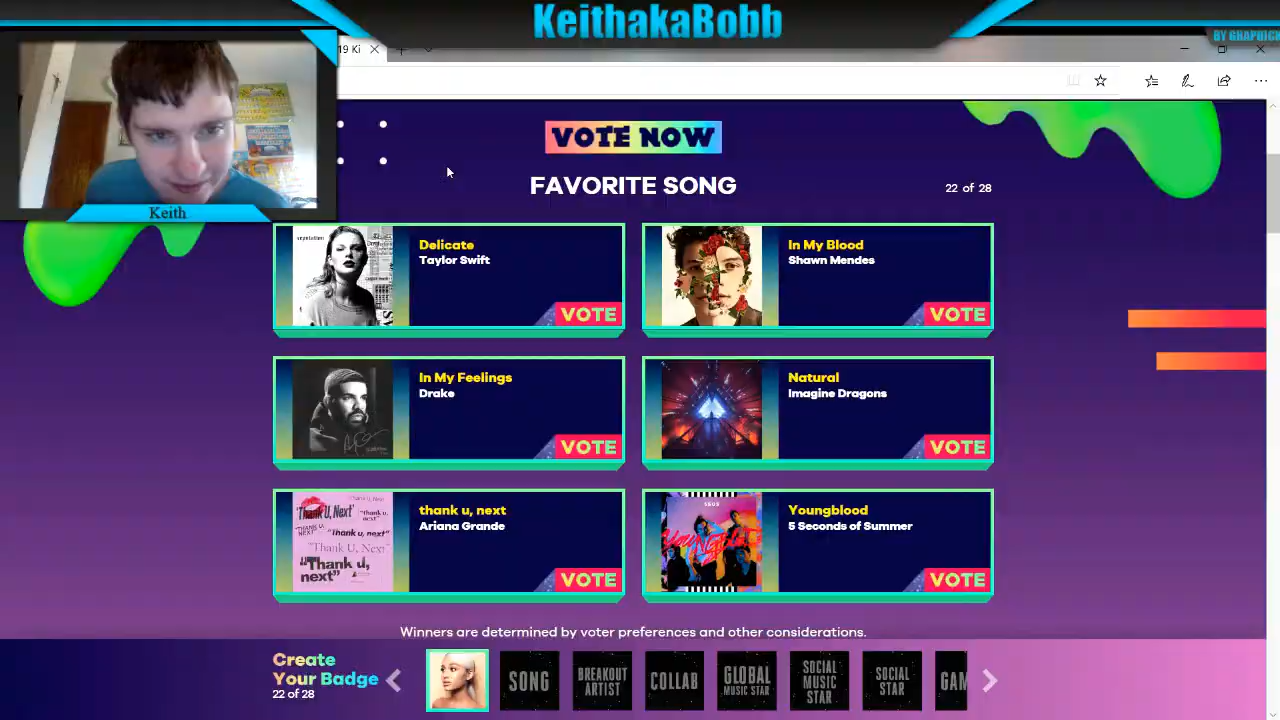 KeithakaBobb
19 Ki
Keith
VOTE NOW
FAVORITE SONG
22 of 28
Delicate
Taylor Swift
VOTE
In My Blood
Shawn Mendes
VOTE
In My Feelings
Drake
VOTE
Natural
Imagine Dragons
VOTE
thank u, next
Ariana Grande
VOTE
Youngblood
5 Seconds of Summer
VOTE
Winners are determined by voter preferences and other considerations.
Create
Your Badge
22 of 28
SONG
BREAKOUT
ARTIST
COLLAB
GLOBAL
MUSIC STAR
SOCIAL
MUSIC
STAR
SOCIAL
STAR
GAM